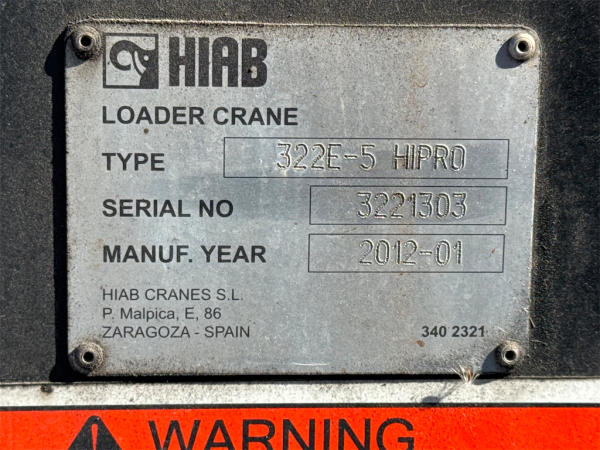 HIAB
LOADER CRANE
TYPE 322E-5 HIPRO
SERIAL NO 3221303
MANUF. YEAR 2012-01
HIAB CRANES S.L.
P. Malpica, E, 86
ZARAGOZA - SPAIN 340 2321
WARNING